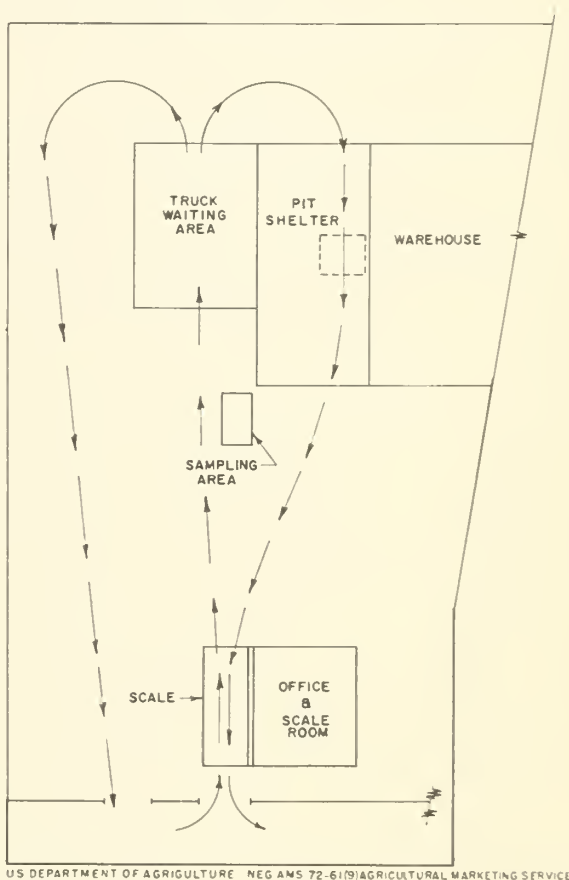 TRUCK
WAITING
AREA
PIT
SHELTER
WAREHOUSE
SAMPLING
AREA
SCALE
OFFICE
&
SCALE
ROOM
US DEPARTMENT OF AGRIGULTURE NEG AMS 72-61(9) AGRICULTURAL MARKETING SERVICE